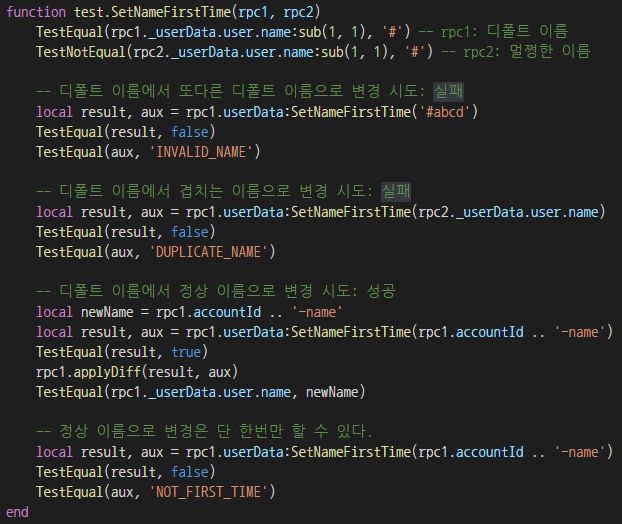 function test.SetNameFirstTime(rpc1, rpc2)
    TestEqual(rpc1._userData.user.name:sub(1, 1), '#') -- rpc1: 디폴트 이름
    TestNotEqual(rpc2._userData.user.name:sub(1, 1), '#') -- rpc2: 멀쩡한 이름

    -- 디폴트 이름에서 또다른 디폴트 이름으로 변경 시도: 실패
    local result, aux = rpc1.userData:SetNameFirstTime('#abcd')
    TestEqual(result, false)
    TestEqual(aux, 'INVALID_NAME')

    -- 디폴트 이름에서 겹치는 이름으로 변경 시도: 실패
    local result, aux = rpc1.userData:SetNameFirstTime(rpc2._userData.user.name)
    TestEqual(result, false)
    TestEqual(aux, 'DUPLICATE_NAME')

    -- 디폴트 이름에서 정상 이름으로 변경 시도: 성공
    local newName = rpc1.accountId .. '-name'
    local result, aux = rpc1.userData:SetNameFirstTime(rpc1.accountId .. '-name')
    TestEqual(result, true)
    rpc1.applyDiff(result, aux)
    TestEqual(rpc1._userData.user.name, newName)

    -- 정상 이름으로 변경은 단 한번만 할 수 있다.
    local result, aux = rpc1.userData:SetNameFirstTime(rpc1.accountId .. '-name')
    TestEqual(result, false)
    TestEqual(aux, 'NOT_FIRST_TIME')
end